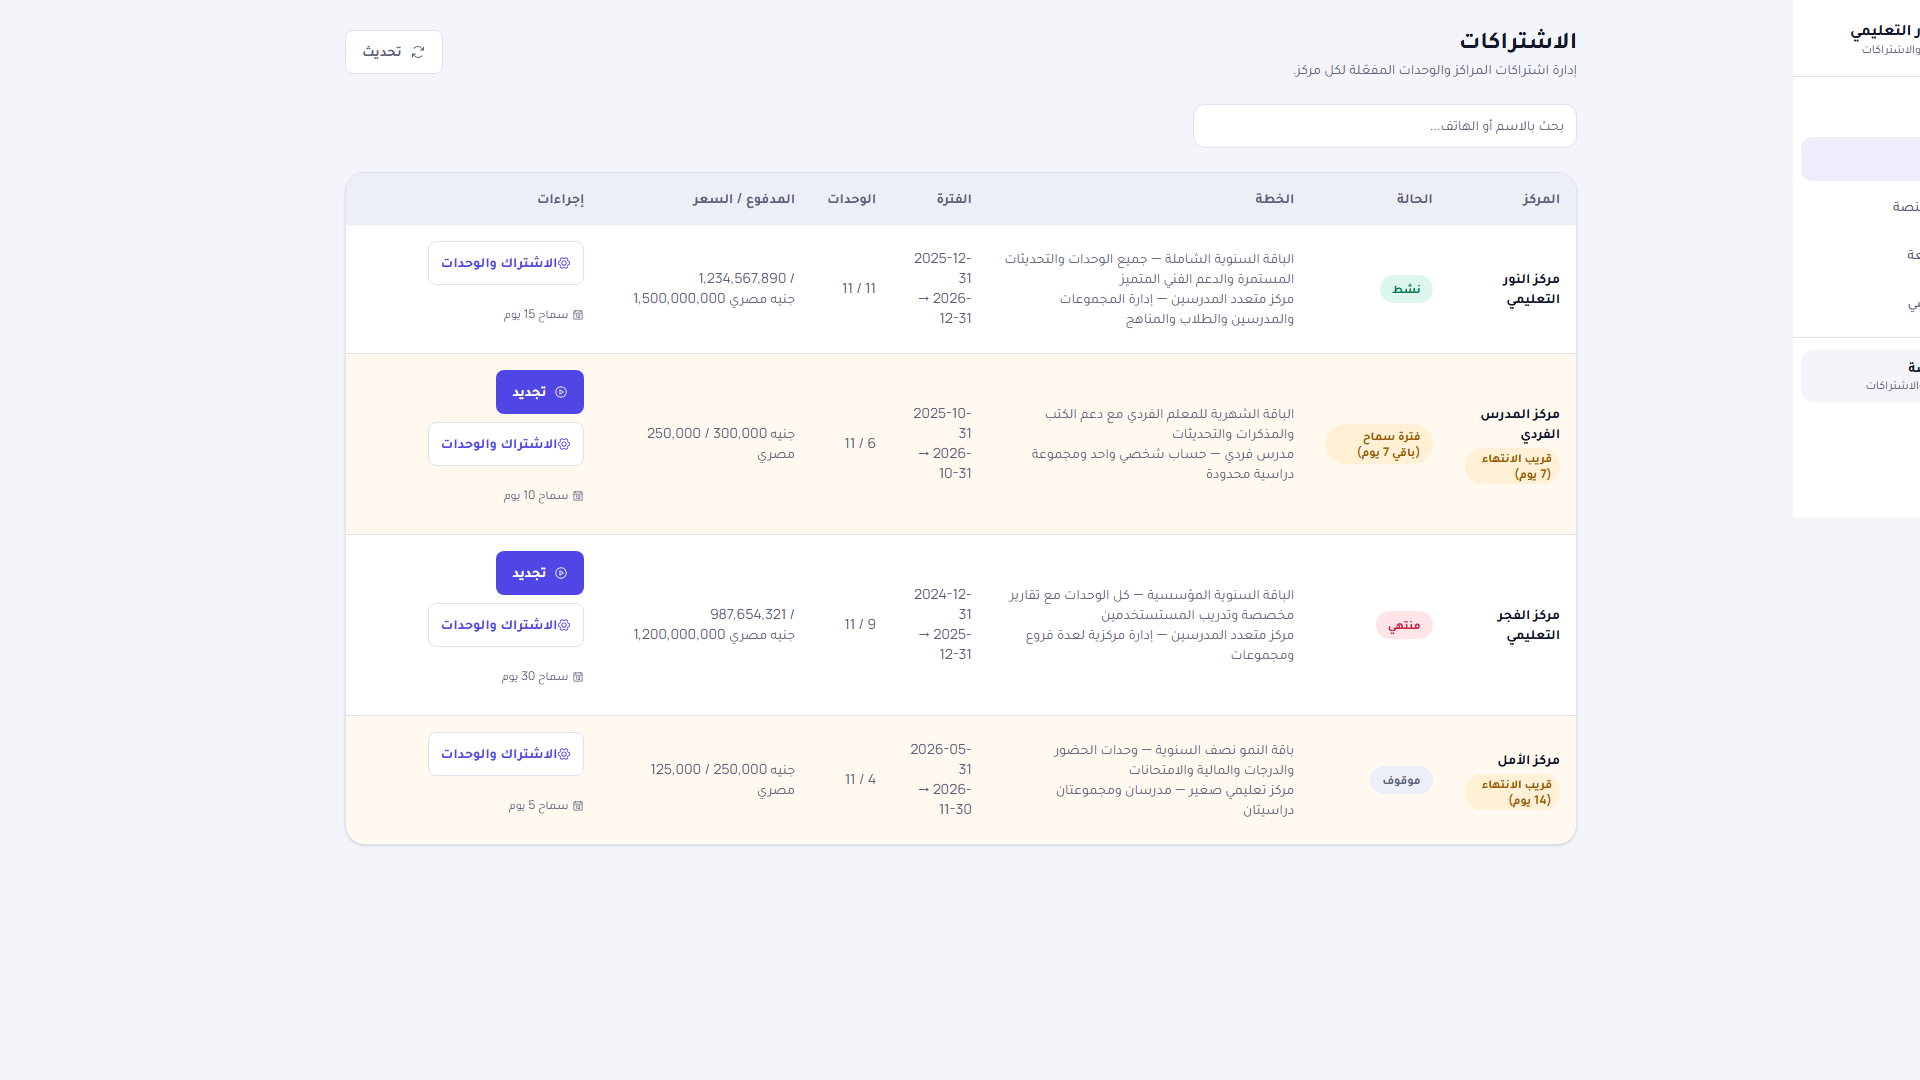 الاشتراكات
إدارة اشتراكات المراكز والوحدات المفعّلة لكل مركز.
تحديث
بحث بالاسم أو الهاتف...
المركز
الحالة
الخطة
الفترة
الوحدات
المدفوع / السعر
إجراءات
مركز النور
التعليمي
نشط
الباقة السنوية الشاملة — جميع الوحدات والتحديثات
المستمرة والدعم الفني المتميز
مركز متعدد المدرسين — إدارة المجموعات
والمدرسين والطلاب والمناهج
2025-12-
31
→ 2026-
12-31
11 / 11
1,234,567,890 /
1,500,000,000 جنيه مصري
الاشتراك والوحدات
سماح 15 يوم
مركز المدرس
الفردي
قريب الانتهاء
(7 يوم)
فترة سماح
(باقي 7 يوم)
الباقة الشهرية للمعلم الفردي مع دعم الكتب
والمذكرات والتحديثات
مدرس فردي — حساب شخصي واحد ومجموعة
دراسية محدودة
2025-10-
31
→ 2026-
10-31
11 / 6
250,000 / 300,000 جنيه
مصري
تجديد
الاشتراك والوحدات
سماح 10 يوم
مركز الفجر
التعليمي
منتهي
الباقة السنوية المؤسسية — كل الوحدات مع تقارير
مخصصة وتدريب المستستخدمين
مركز متعدد المدرسين — إدارة مركزية لعدة فروع
ومجموعات
2024-12-
31
→ 2025-
12-31
11 / 9
987,654,321 /
1,200,000,000 جنيه مصري
تجديد
الاشتراك والوحدات
سماح 30 يوم
مركز الأمل
قريب الانتهاء
(14 يوم)
موقوف
باقة النمو نصف السنوية — وحدات الحضور
والدرجات والمالية والامتحانات
مركز تعليمي صغير — مدرسان ومجموعتان
دراسيتان
2026-05-
31
→ 2026-
11-30
11 / 4
125,000 / 250,000 جنيه
مصري
الاشتراك والوحدات
سماح 5 يوم
التعليمي
والاشتراكات
والاشتراكات